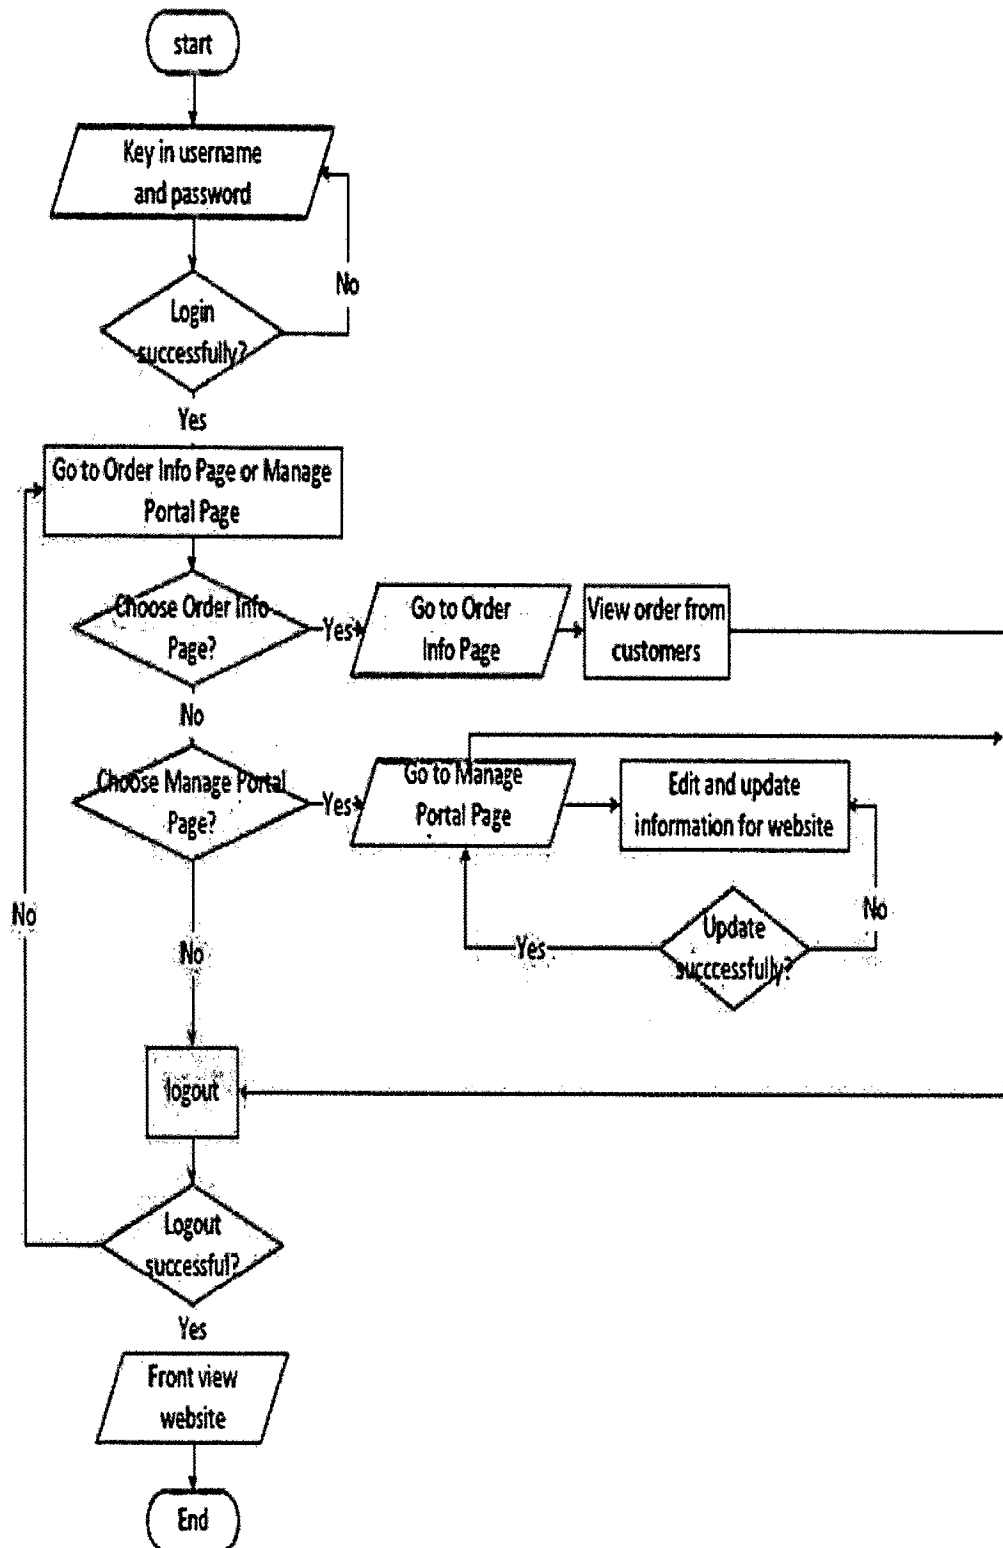 start
Key in username
and password
No
Login
successfully?
Yes
Go to Order Info Page or Manage
Portal Page
Choose Order Info
Page?
Yes
Go to Order
Info Page
View order from
customers
No
Choose Manage Portal
Page?
Yes
Go to Manage
Portal Page
Edit and update
information for website
No
No
Yes
Update
succcessfully?
No
logout
Logout
successful?
Yes
Front view
website
End